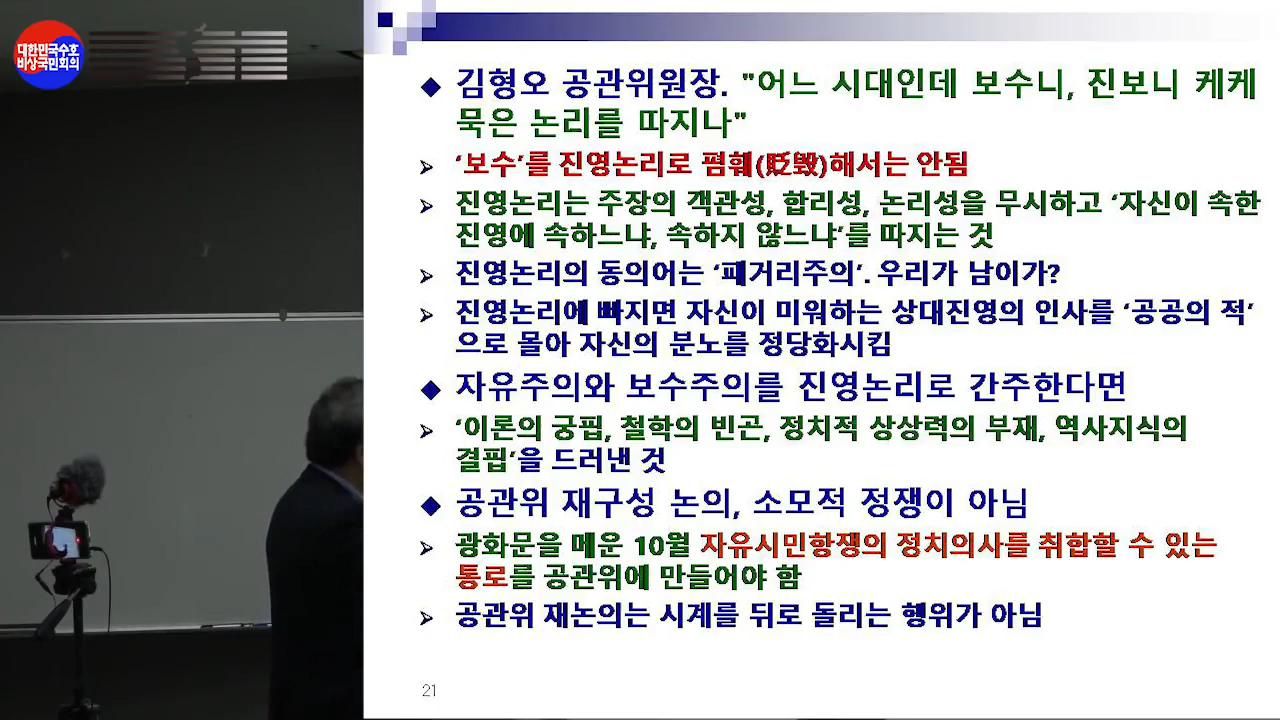 대한민국수호
비상국민회의
김형오 공관위원장. "어느 시대인데 보수니, 진보니 케케
묵은 논리를 따지나"
‘보수’를 진영논리로 폄훼(貶毁)해서는 안됨
진영논리는 주장의 객관성, 합리성, 논리성을 무시하고 ‘자신이 속한
진영에 속하느냐, 속하지 않느냐’를 따지는 것
진영논리의 동의어는 ‘패거리주의’. 우리가 남이가?
진영논리에 빠지면 자신이 미워하는 상대진영의 인사를 ‘공공의 적’
으로 몰아 자신의 분노를 정당화시킴
자유주의와 보수주의를 진영논리로 간주한다면
‘이론의 궁핍, 철학의 빈곤, 정치적 상상력의 부재, 역사지식의
결핍’을 드러낸 것
공관위 재구성 논의, 소모적 정쟁이 아님
광화문을 메운 10월 자유시민항쟁의 정치의사를 취합할 수 있는
통로를 공관위에 만들어야 함
공관위 재논의는 시계를 뒤로 돌리는 행위가 아님
21